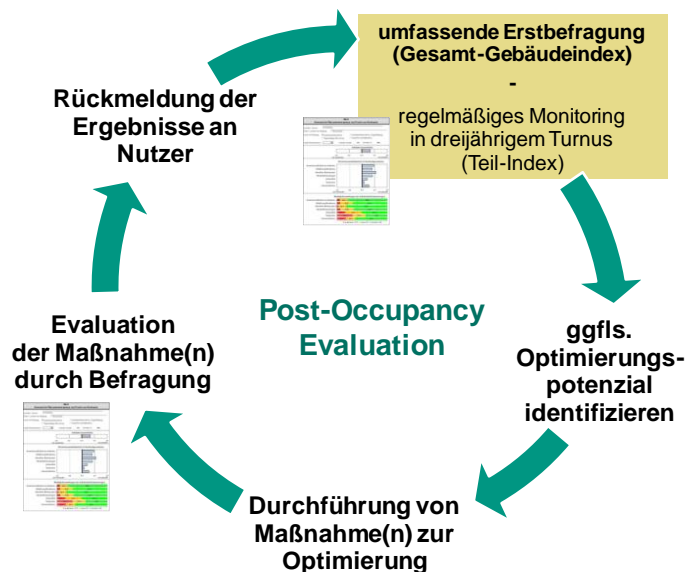 umfassende Erstbefragung
(Gesamt-Gebäudeindex)
-
regelmäßiges Monitoring
in dreijährigem Turnus
(Teil-Index)
ggfls.
Optimierungs-
potenzial
identifizieren
Durchführung von
Maßnahme(n) zur
Optimierung
Evaluation
der Maßnahme(n)
durch Befragung
Rückmeldung der
Ergebnisse an
Nutzer
Post-Occupancy
Evaluation